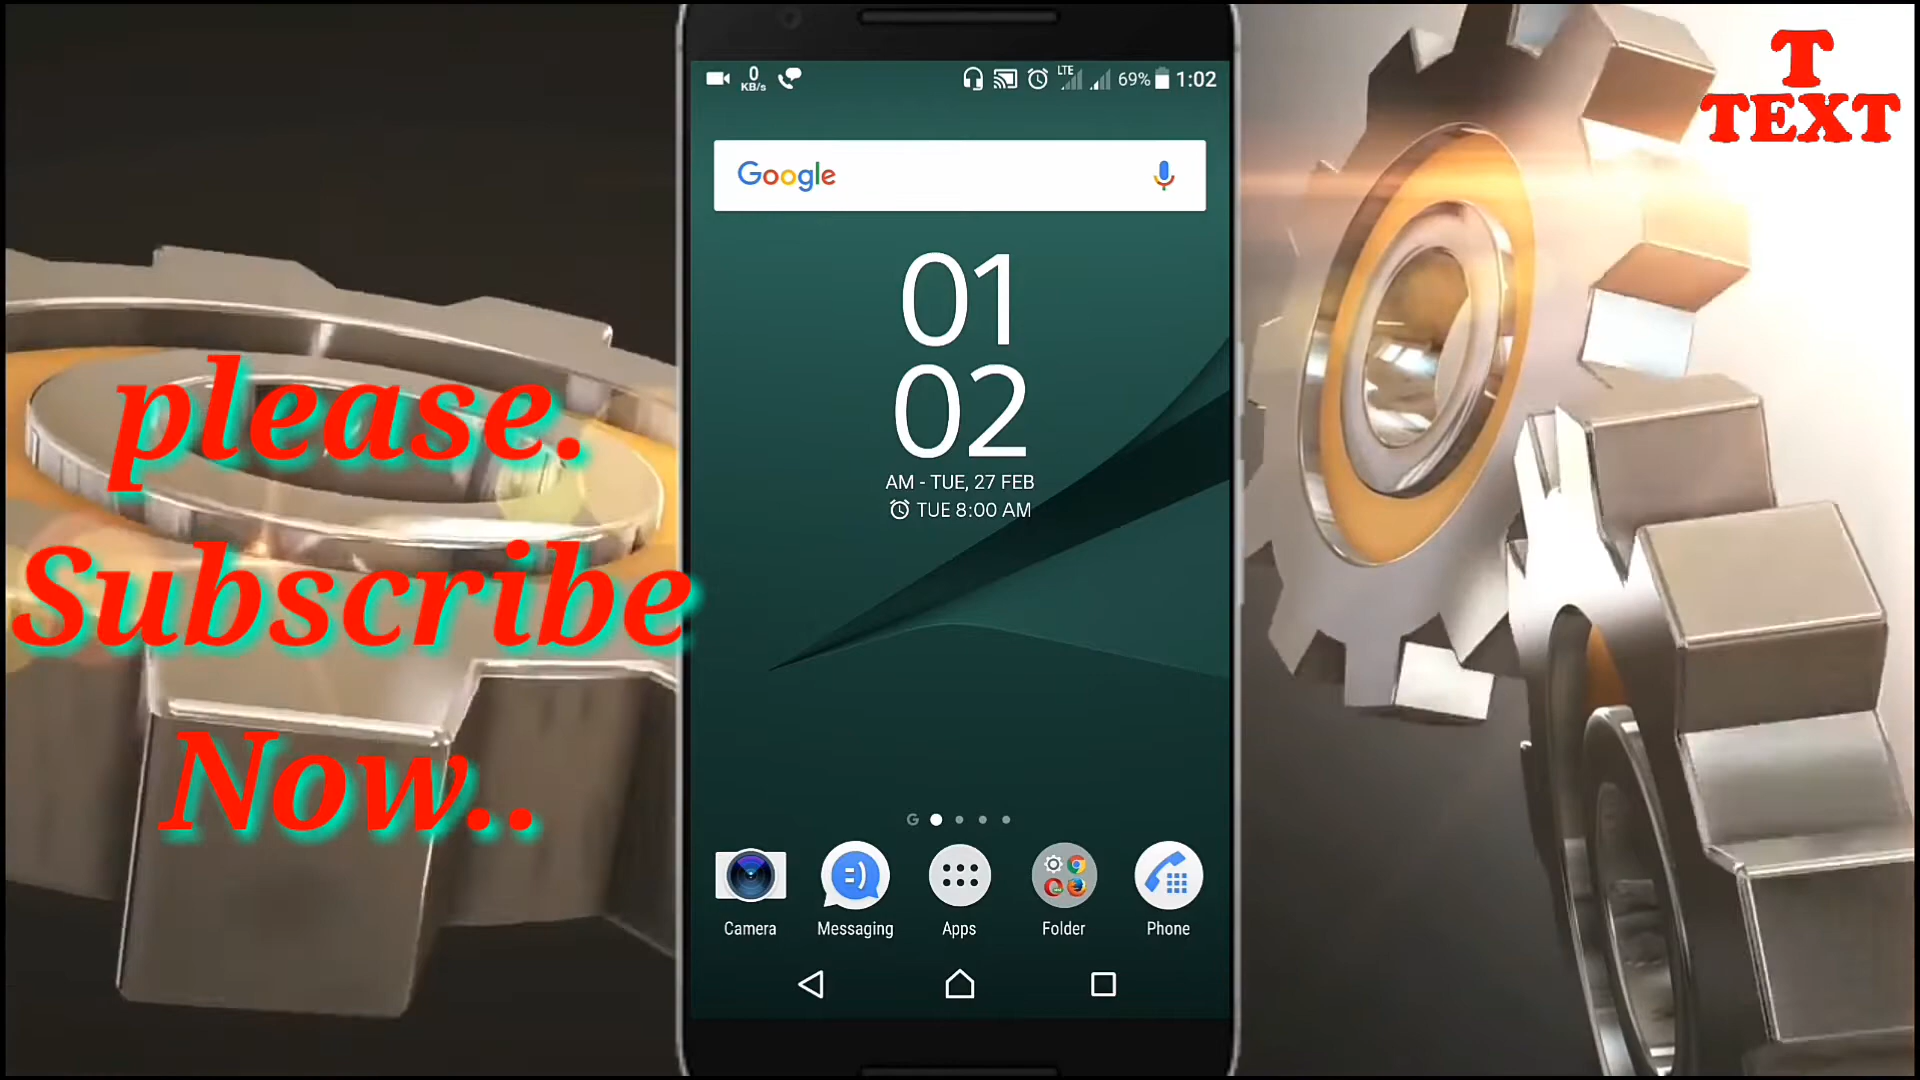 T
TEXT
0
KB/s
LTE
69%
1:02
Google
01
02
AM - TUE, 27 FEB
TUE 8:00 AM
please.
Subscribe
Now..
G
Camera
Messaging
Apps
Folder
Phone